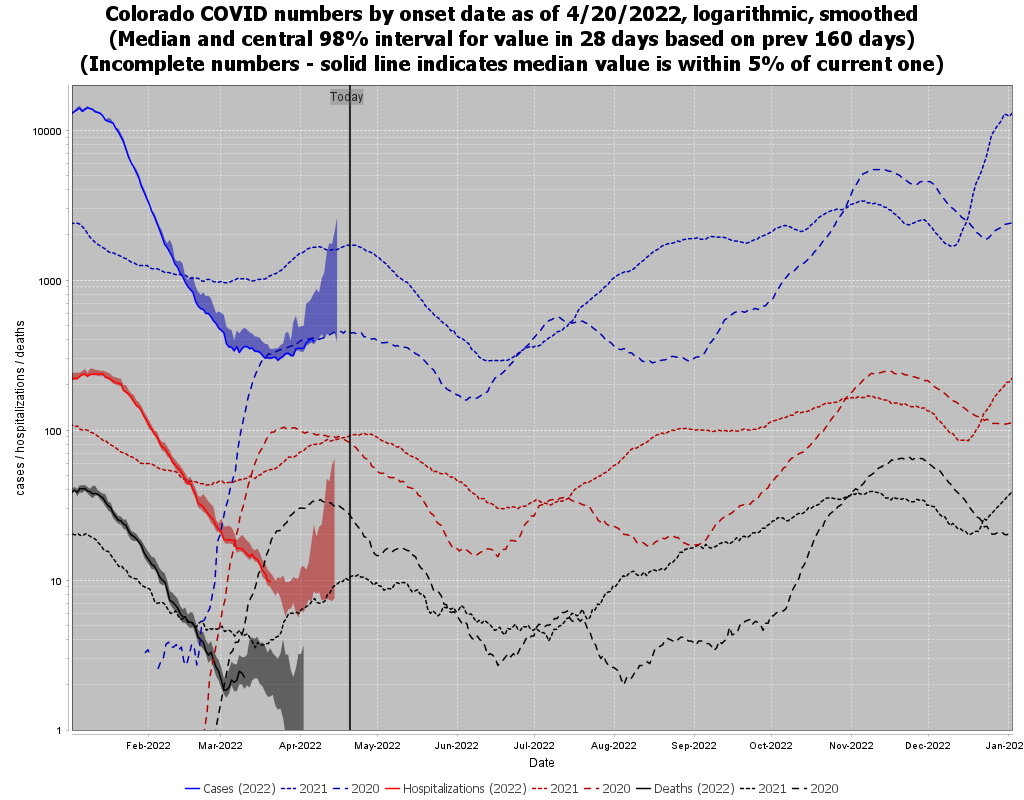 Colorado COVID numbers by onset date as of 4/20/2022, logarithmic, smoothed
(Median and central 98% interval for value in 28 days based on prev 160 days)
(Incomplete numbers - solid line indicates median value is within 5% of current one)
Today
10000
1000
100
10
1
cases / hospitalizations / deaths
Feb-2022 Mar-2022 Apr-2022 May-2022 Jun-2022 Jul-2022 Aug-2022 Sep-2022 Oct-2022 Nov-2022 Dec-2022 Jan-202
Date
Cases (2022) 2021 2020 Hospitalizations (2022) 2021 2020 Deaths (2022) 2021 2020